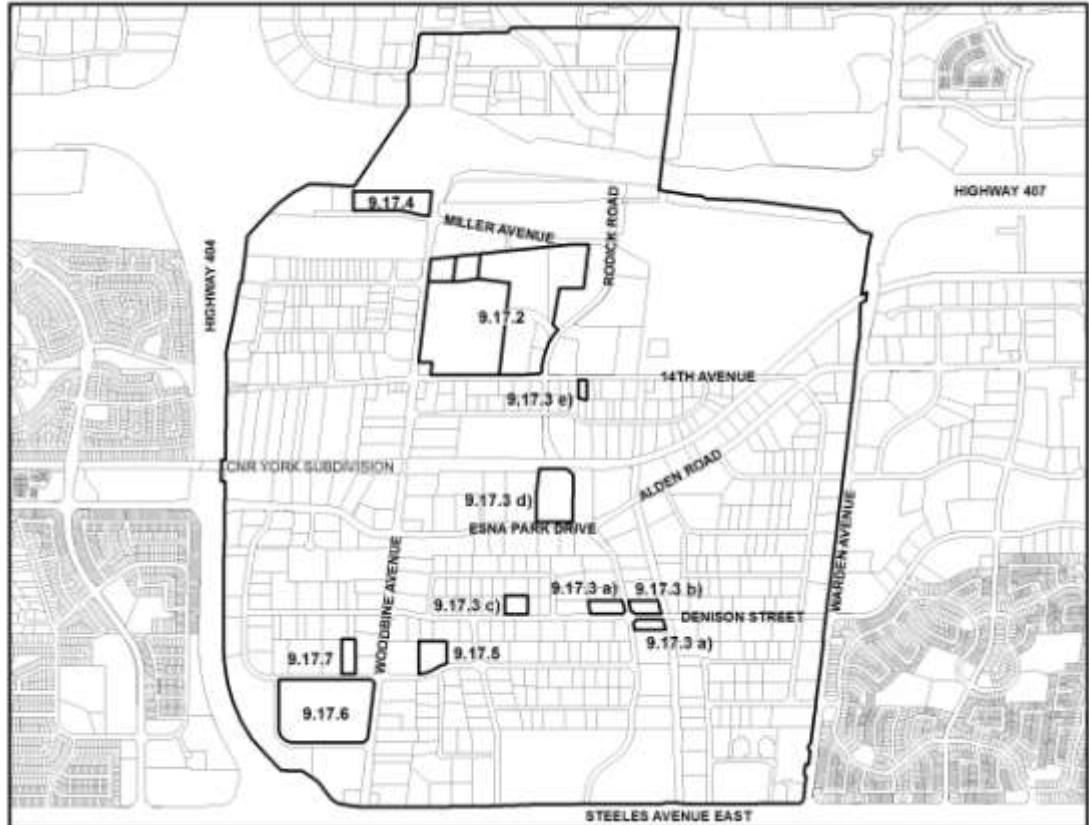 HIGHWAY 407
9.17.4
MILLER AVENUE
RODICK ROAD
HIGHWAY 404
9.17.2
14TH AVENUE
9.17.3 e)
CNR YORK SUBDIVISION
ALDEN ROAD
9.17.3 d)
ESNA PARK DRIVE
WOODBINE AVENUE
WARDEN AVENUE
9.17.3 a)
9.17.3 b)
9.17.3 c)
DENISON STREET
9.17.3 a)
9.17.7
9.17.5
9.17.6
STEELES AVENUE EAST